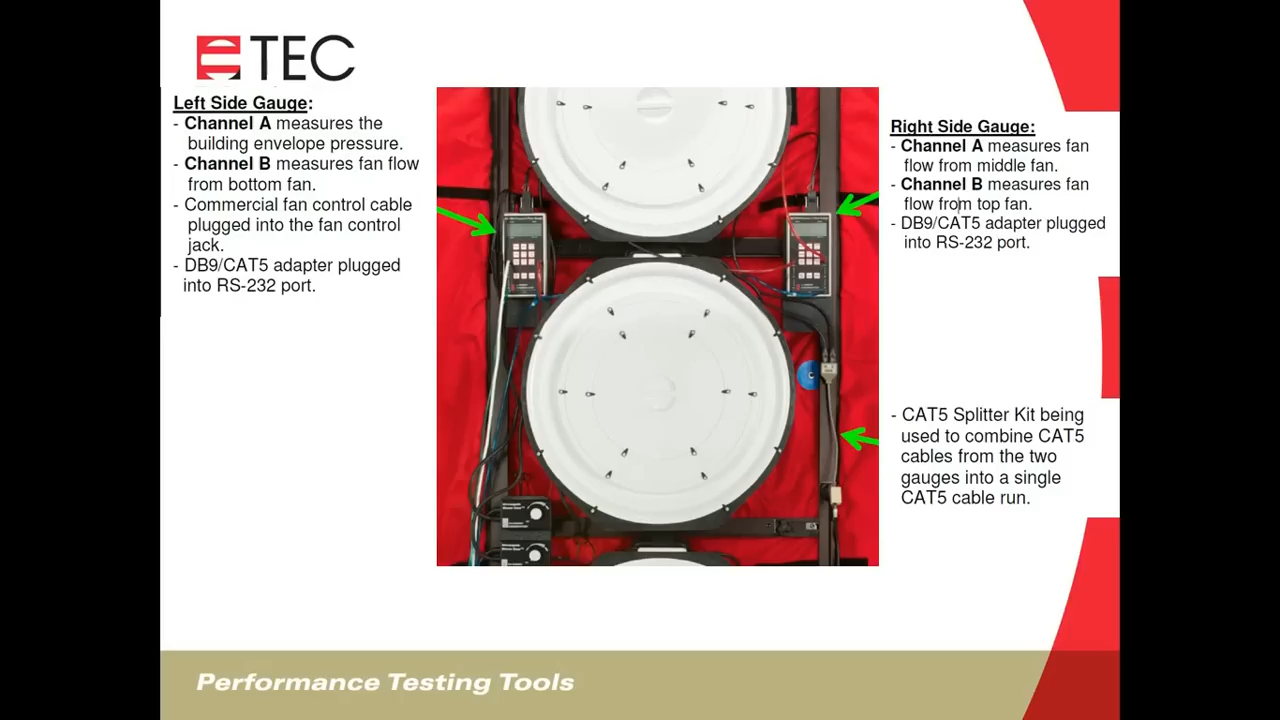 TEC
Left Side Gauge:
- Channel A measures the
building envelope pressure.
- Channel B measures fan flow
from bottom fan.
- Commercial fan control cable
plugged into the fan control
jack.
- DB9/CAT5 adapter plugged
into RS-232 port.
Right Side Gauge:
- Channel A measures fan
flow from middle fan.
- Channel B measures fan
flow from top fan.
- DB9/CAT5 adapter plugged
into RS-232 port.
- CAT5 Splitter Kit being
used to combine CAT5
cables from the two
gauges into a single
CAT5 cable run.
Performance Testing Tools